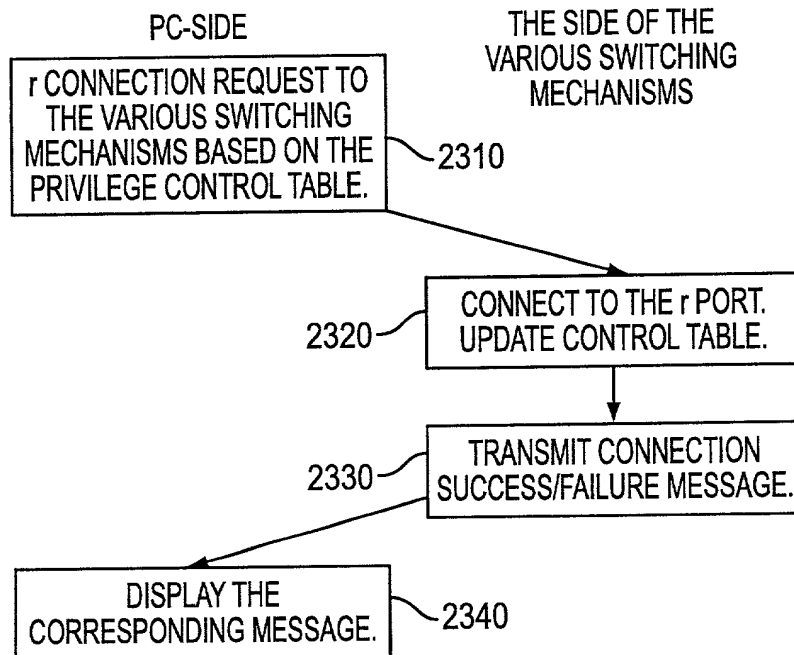 PC-SIDE
THE SIDE OF THE
VARIOUS SWITCHING
MECHANISMS
r CONNECTION REQUEST TO
THE VARIOUS SWITCHING
MECHANISMS BASED ON THE
PRIVILEGE CONTROL TABLE.
2310
CONNECT TO THE r PORT.
UPDATE CONTROL TABLE.
2320
TRANSMIT CONNECTION
SUCCESS/FAILURE MESSAGE.
2330
DISPLAY THE
CORRESPONDING MESSAGE.
2340